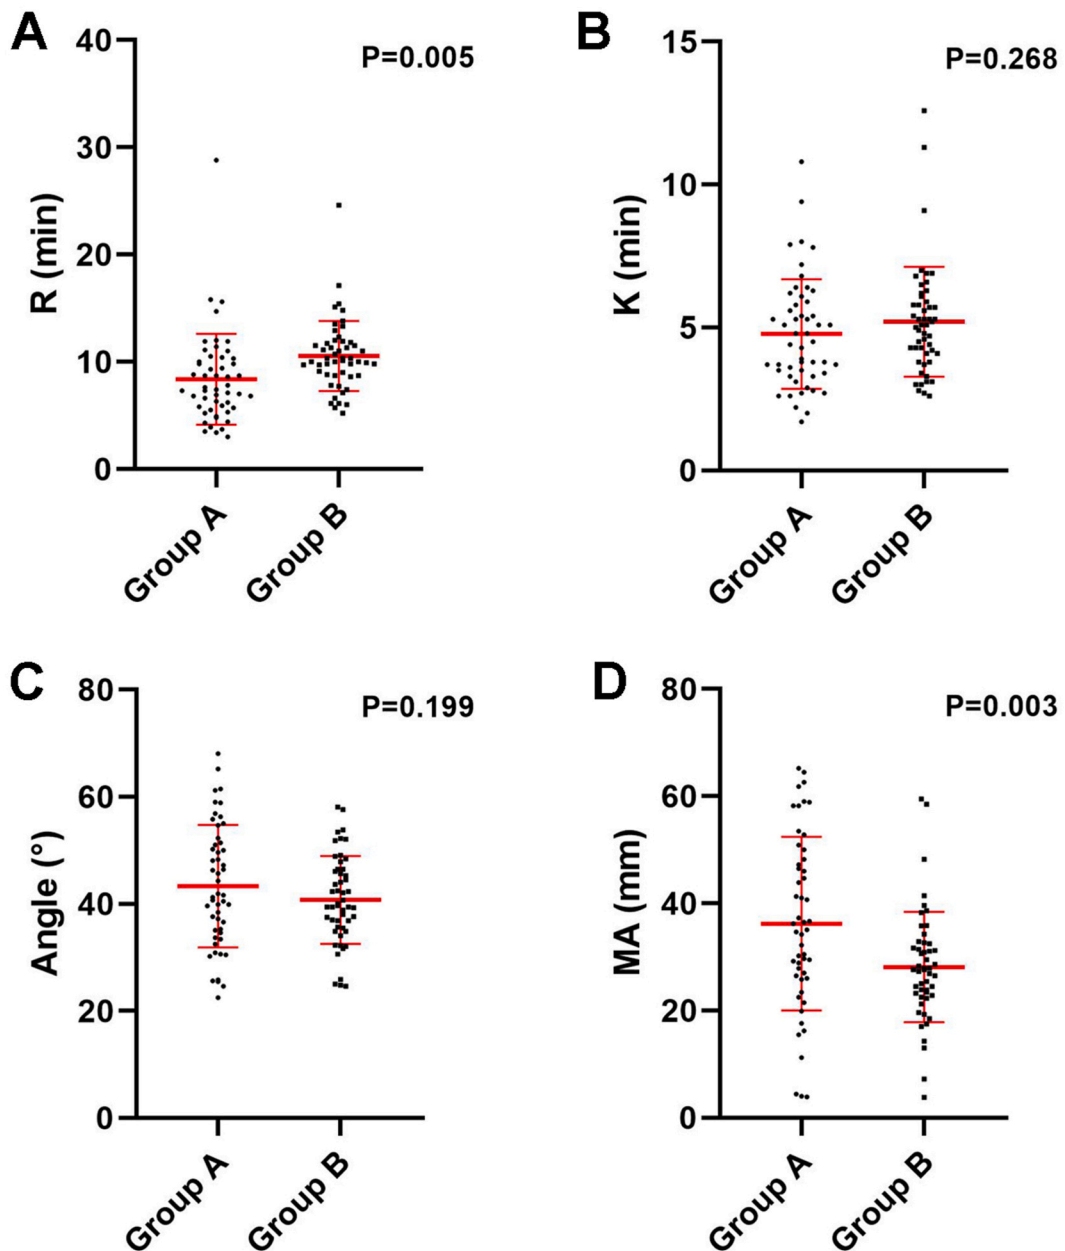 A
P=0.005
R (min)
40
30
20
10
0
Group A
Group B
B
P=0.268
K (min)
15
10
5
0
Group A
Group B
C
P=0.199
Angle (°)
80
60
40
20
0
Group A
Group B
D
P=0.003
MA (mm)
80
60
40
20
0
Group A
Group B